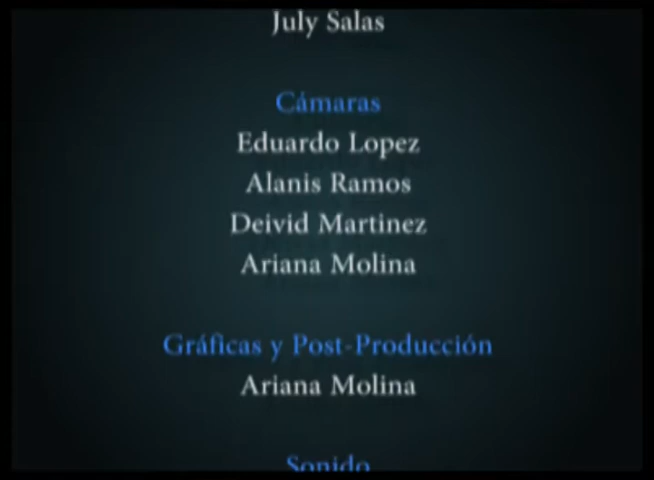 July Salas
Cámaras
Eduardo Lopez
Alanis Ramos
Deivid Martinez
Ariana Molina
Gráficas y Post-Producción
Ariana Molina
Sonido